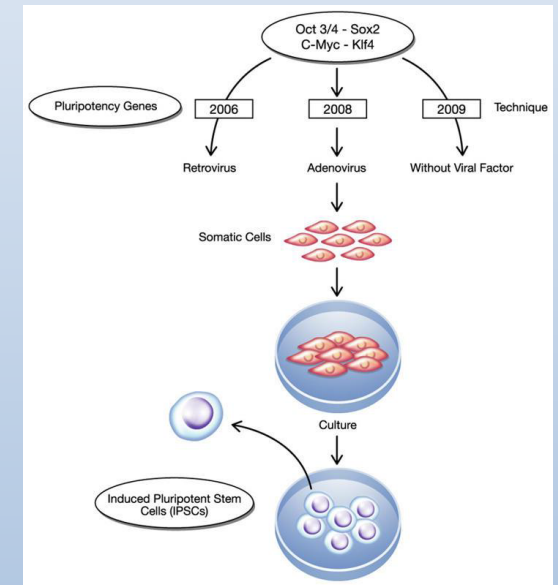 Oct 3/4 - Sox2
C-Myc - Klf4
Pluripotency Genes
2006
2008
2009
Technique
Retrovirus
Adenovirus
Without Viral Factor
Somatic Cells
Culture
Induced Pluripotent Stem
Cells (IPSCs)